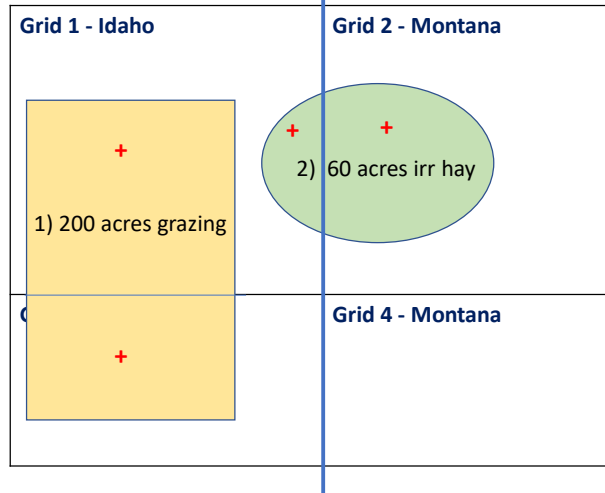 Grid 1 - Idaho
Grid 2 - Montana
2) 60 acres irr hay
1) 200 acres grazing
Grid 4 - Montana